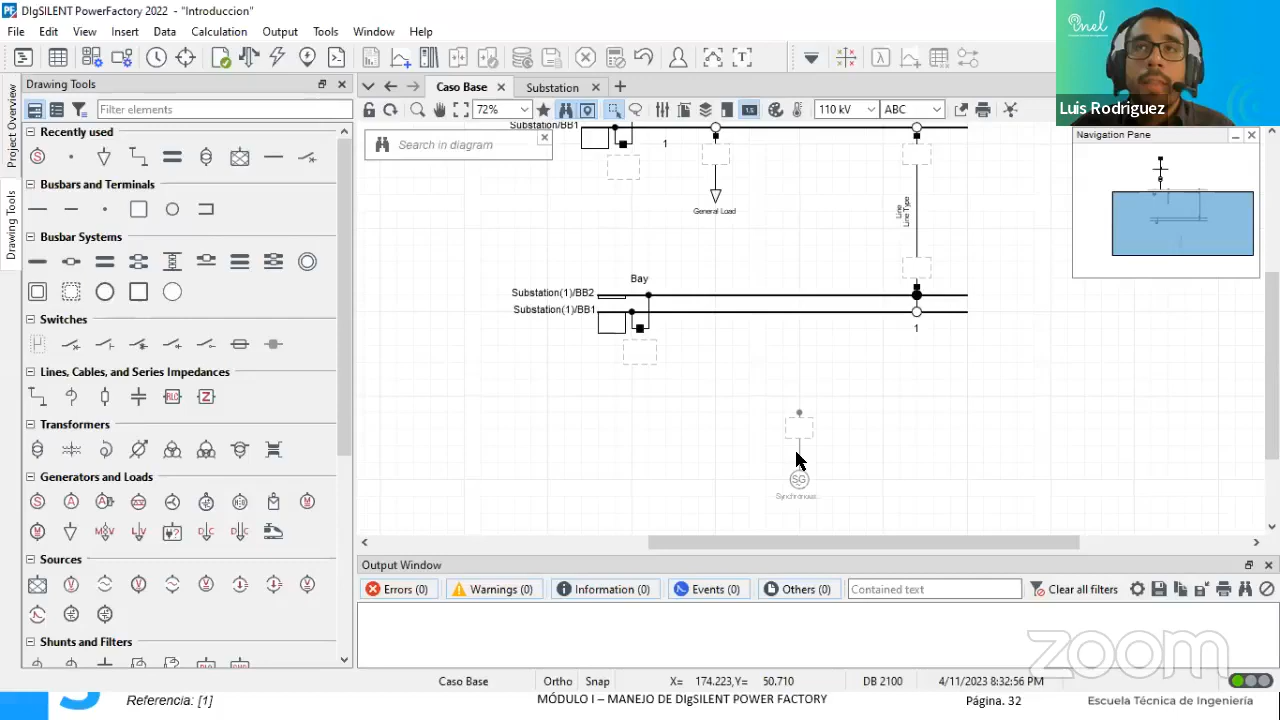 DIgSILENT PowerFactory 2022 - "Introduccion"
File Edit View Insert Data Calculation Output Tools Window Help
Drawing Tools
Caso Base
Substation
Filter elements
72%
110 kV
ABC
inel
Luis Rodriguez
Project Overview
Drawing Tools
Recently used
Busbars and Terminals
Busbar Systems
Switches
Lines, Cables, and Series Impedances
Transformers
Generators and Loads
Sources
Shunts and Filters
Search in diagram
Navigation Pane
Substation/BB1
1
General Load
Line
Line Type
Bay
Substation(1)/BB2
Substation(1)/BB1
1
SG
Synchronous..
Output Window
Errors (0)
Warnings (0)
Information (0)
Events (0)
Others (0)
Contained text
Clear all filters
zoom
Caso Base
Ortho
Snap
X= 174.223,Y= 50.710
DB 2100
4/11/2023 8:32:56 PM
Referencia: [1]
MÓDULO I – MANEJO DE DIgSILENT POWER FACTORY
Página. 32
Escuela Técnica de Ingeniería